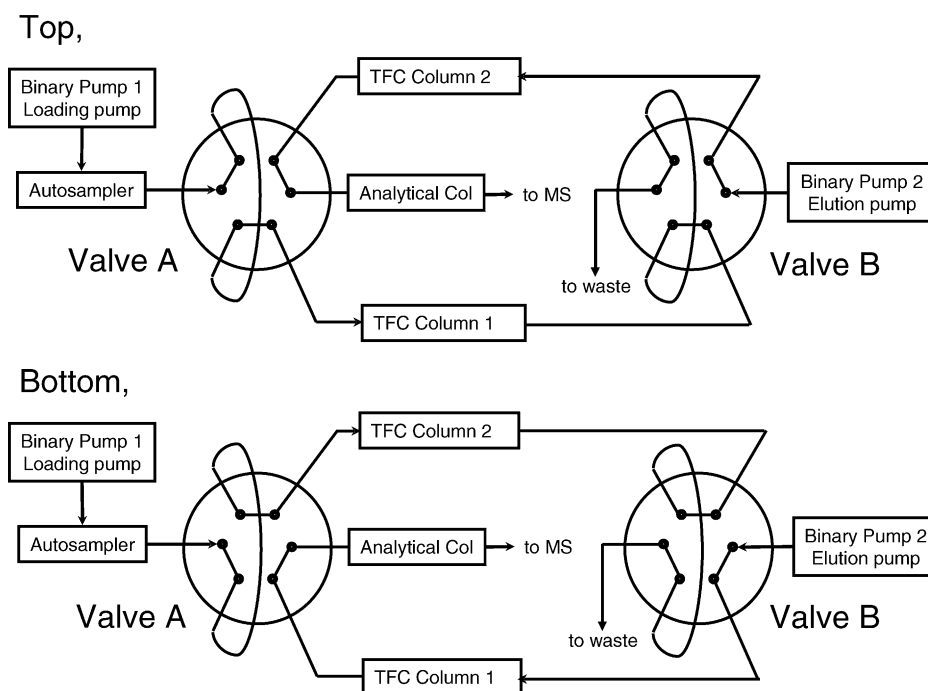 Top,
Binary Pump 1
Loading pump
TFC Column 2
Autosampler
Analytical Col
to MS
Binary Pump 2
Elution pump
Valve A
Valve B
to waste
TFC Column 1
Bottom,
Binary Pump 1
Loading pump
TFC Column 2
Autosampler
Analytical Col
to MS
Binary Pump 2
Elution pump
Valve A
Valve B
to waste
TFC Column 1